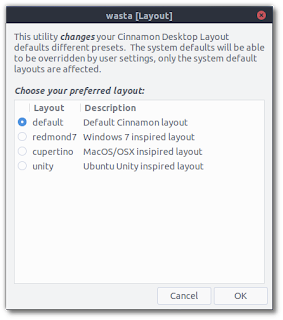 wasta [Layout]
This utility changes your Cinnamon Desktop Layout
defaults different presets. The system defaults will be able
to be overridden by user settings, only the system default
layouts are affected.
Choose your preferred layout:
Layout Description
default Default Cinnamon layout
redmond7 Windows 7 inspired layout
cupertino MacOS/OSX insipired layout
unity Ubuntu Unity inspired layout
Cancel OK